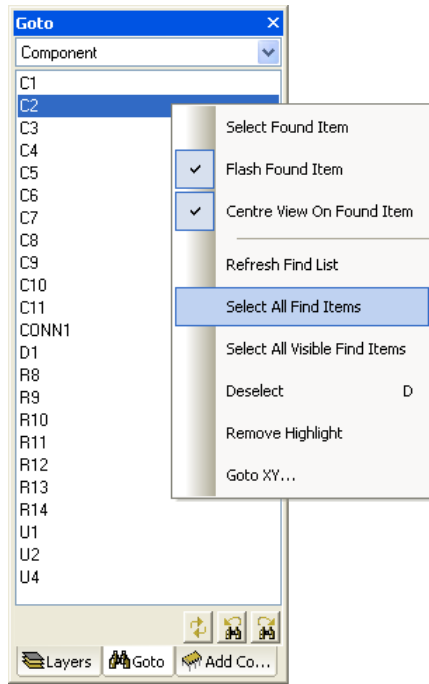 Goto
Component
C1
C2
C3
C4
C5
C6
C7
C8
C9
C10
C11
CONN1
D1
R8
R9
R10
R11
R12
R13
R14
U1
U2
U4
Select Found Item
Flash Found Item
Centre View On Found Item
Refresh Find List
Select All Find Items
Select All Visible Find Items
Deselect D
Remove Highlight
Goto XY...
Layers Goto Add Co...